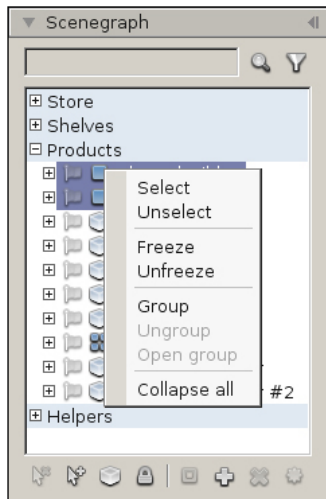 Scenegraph
Store
Shelves
Products
Select
Unselect
Freeze
Unfreeze
Group
Ungroup
Open group
Collapse all
#2
Helpers